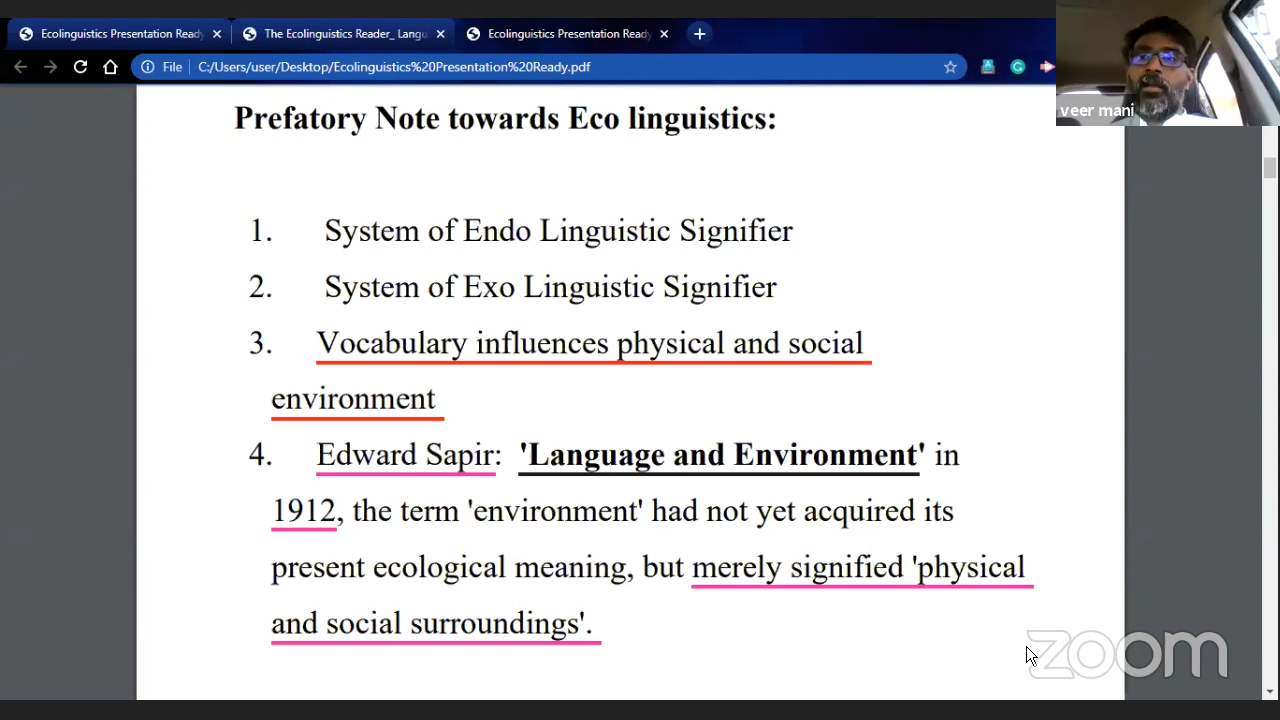 Ecolinguistics Presentation Ready
The Ecolinguistics Reader_ Langu
Ecolinguistics Presentation Ready
File C:/Users/user/Desktop/Ecolinguistics%20Presentation%20Ready.pdf
veer mani
Prefatory Note towards Eco linguistics:
1. System of Endo Linguistic Signifier
2. System of Exo Linguistic Signifier
3. Vocabulary influences physical and social
environment
4. Edward Sapir: 'Language and Environment' in
1912, the term 'environment' had not yet acquired its
present ecological meaning, but merely signified 'physical
and social surroundings'.
zoom